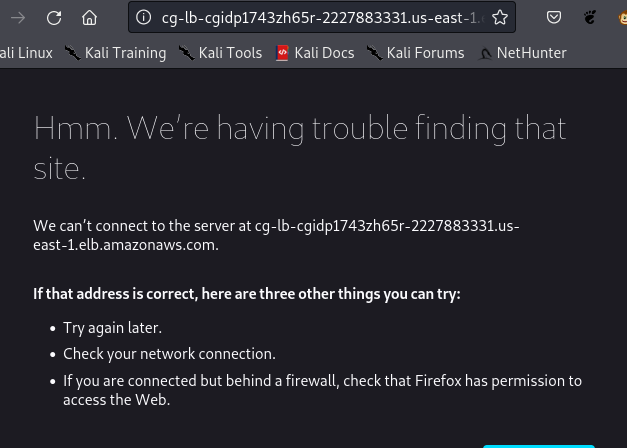 cg-lb-cgidp1743zh65r-2227883331.us-east-1.
ali Linux Kali Training Kali Tools Kali Docs Kali Forums NetHunter
Hmm. We’re having trouble finding that
site.
We can’t connect to the server at cg-lb-cgidp1743zh65r-2227883331.us-
east-1.elb.amazonaws.com.
If that address is correct, here are three other things you can try:
• Try again later.
• Check your network connection.
• If you are connected but behind a firewall, check that Firefox has permission to
access the Web.